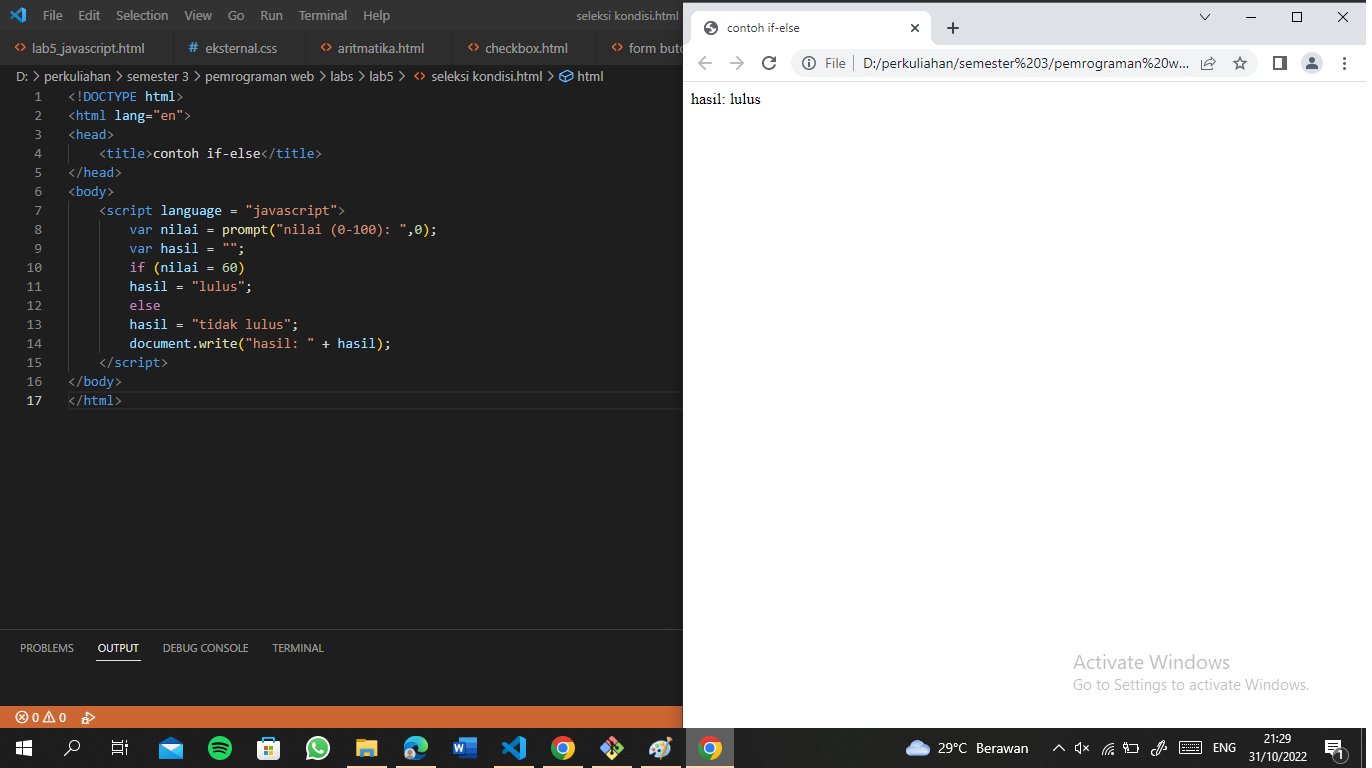 File Edit Selection View Go Run Terminal Help seleksi kondisi.html
lab5_javascript.html # eksternal.css aritmatika.html checkbox.html form buto
D: > perkuliahan > semester 3 > pemrograman web > labs > lab5 > seleksi kondisi.html > html
1 <!DOCTYPE html>
2 <html lang="en">
3 <head>
4 <title>contoh if-else</title>
5 </head>
6 <body>
7 <script language = "javascript">
8 var nilai = prompt("nilai (0-100): ",0);
9 var hasil = "";
10 if (nilai = 60)
11 hasil = "lulus";
12 else
13 hasil = "tidak lulus";
14 document.write("hasil: " + hasil);
15 </script>
16 </body>
17 </html>
PROBLEMS OUTPUT DEBUG CONSOLE TERMINAL
0 0
contoh if-else
File | D:/perkuliahan/semester%203/pemrograman%20w...
hasil: lulus
Activate Windows
Go to Settings to activate Windows.
29°C Berawan ENG 21:29
31/10/2022 1